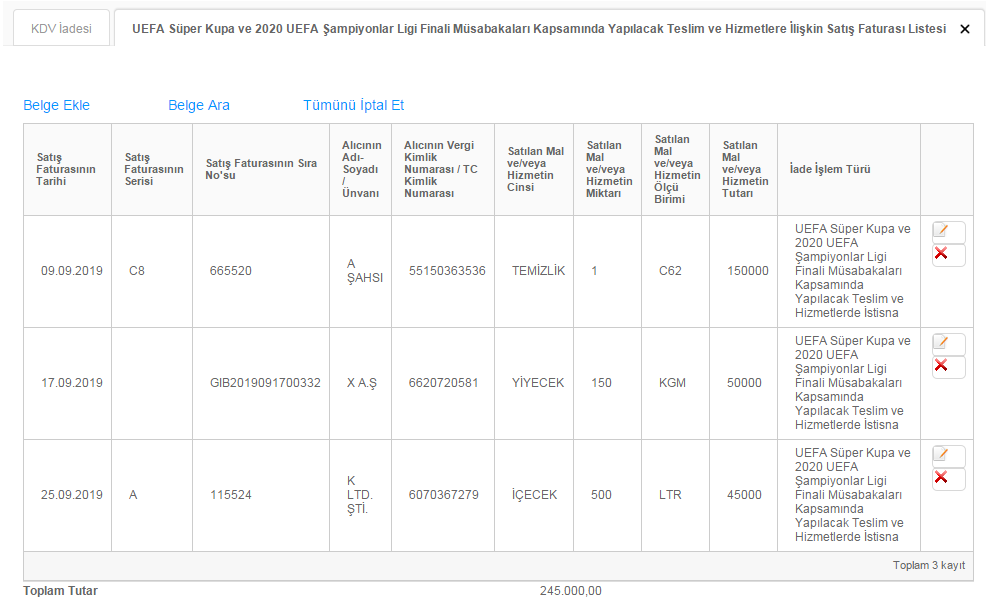 KDV İadesi
UEFA Süper Kupa ve 2020 UEFA Şampiyonlar Ligi Finali Müsabakaları Kapsamında Yapılacak Teslim ve Hizmetlere İlişkin Satış Faturası Listesi
Belge Ekle
Belge Ara
Tümünü İptal Et
Satış
Faturasının
Tarihi
Satış
Faturasının
Serisi
Satış Faturasının Sıra
No'su
Alıcının
Adı-
Soyadı
/
Ünvanı
Alıcının Vergi
Kimlik
Numarası / TC
Kimlik
Numarası
Satılan Mal
ve/veya
Hizmetin
Cinsi
Satılan
Mal
ve/veya
Hizmetin
Miktarı
Satılan
Mal
ve/veya
Hizmetin
Ölçü
Birimi
Satılan
Mal
ve/veya
Hizmetin
Tutarı
İade İşlem Türü
09.09.2019
C8
665520
A
ŞAHSI
55150363536
TEMİZLİK
1
C62
150000
UEFA Süper Kupa ve
2020 UEFA
Şampiyonlar Ligi
Finali Müsabakaları
Kapsamında
Yapılacak Teslim ve
Hizmetlerde İstisna
17.09.2019
GIB2019091700332
X A.Ş
6620720581
YİYECEK
150
KGM
50000
UEFA Süper Kupa ve
2020 UEFA
Şampiyonlar Ligi
Finali Müsabakaları
Kapsamında
Yapılacak Teslim ve
Hizmetlerde İstisna
25.09.2019
A
115524
K
LTD.
ŞTİ.
6070367279
İÇECEK
500
LTR
45000
UEFA Süper Kupa ve
2020 UEFA
Şampiyonlar Ligi
Finali Müsabakaları
Kapsamında
Yapılacak Teslim ve
Hizmetlerde İstisna
Toplam 3 kayıt
Toplam Tutar
245.000,00